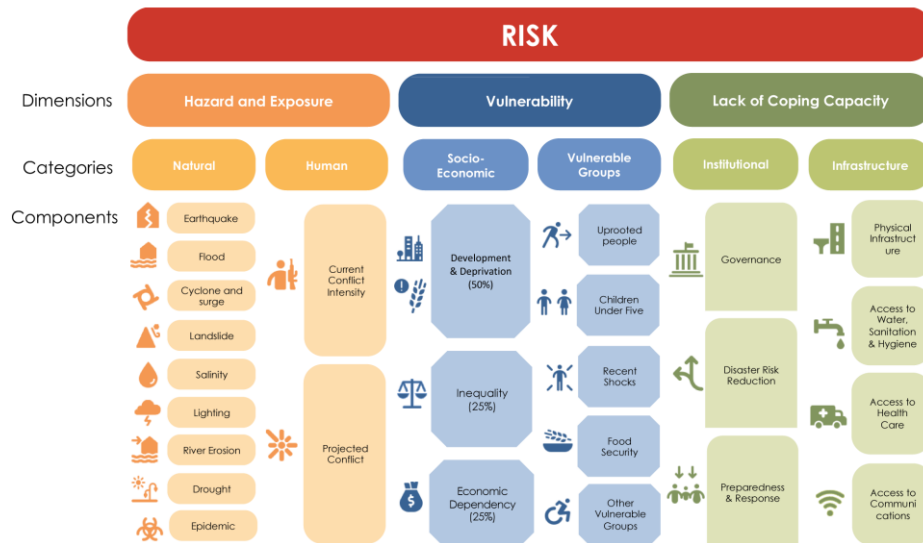 RISK
Dimensions
Hazard and Exposure
Vulnerability
Lack of Coping Capacity
Categories
Natural
Human
Socio-
Economic
Vulnerable
Groups
Institutional
Infrastructure
Components
Earthquake
Flood
Cyclone and
surge
Landslide
Salinity
Lighting
River Erosion
Drought
Epidemic
Current
Conflict
Intensity
Projected
Conflict
Development
& Deprivation
(50%)
Inequality
(25%)
Economic
Dependency
(25%)
$
Uprooted
people
Children
Under Five
Recent
Shocks
Food
Security
Other
Vulnerable
Groups
Governance
Disaster Risk
Reduction
Preparedness
& Response
Physical
Infrastruct
ure
Access to
Water,
Sanitation
& Hygiene
Access to
Health
Care
Access to
Communi
cations